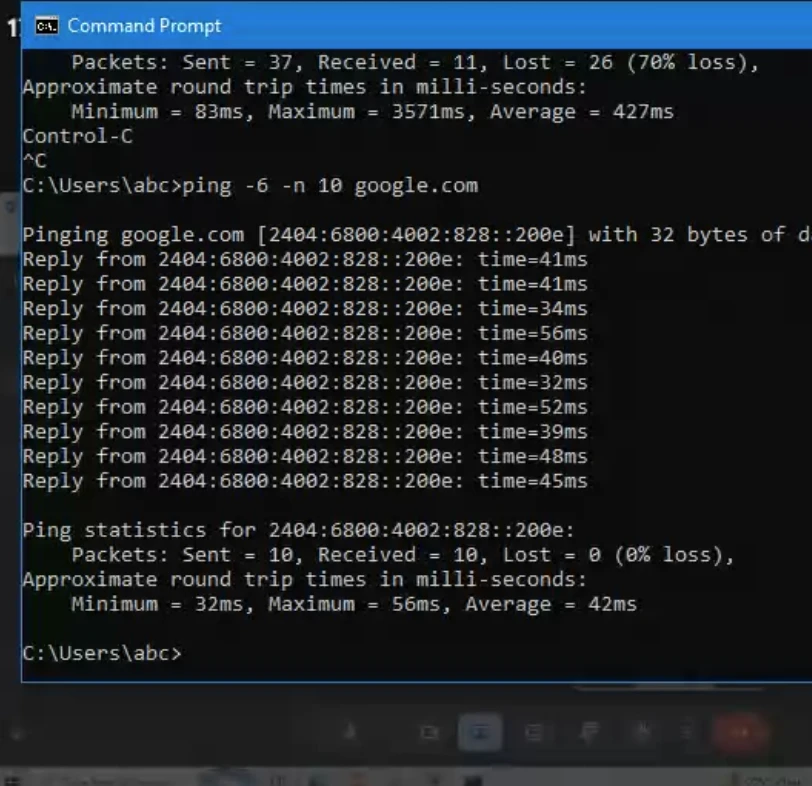 1
Command Prompt
Packets: Sent = 37, Received = 11, Lost = 26 (70% loss),
Approximate round trip times in milli-seconds:
Minimum = 83ms, Maximum = 3571ms, Average = 427ms
Control-C
^C
C:\Users\abc>ping -6 -n 10 google.com
Pinging google.com [2404:6800:4002:828::200e] with 32 bytes of d
Reply from 2404:6800:4002:828::200e: time=41ms
Reply from 2404:6800:4002:828::200e: time=41ms
Reply from 2404:6800:4002:828::200e: time=34ms
Reply from 2404:6800:4002:828::200e: time=56ms
Reply from 2404:6800:4002:828::200e: time=40ms
Reply from 2404:6800:4002:828::200e: time=32ms
Reply from 2404:6800:4002:828::200e: time=52ms
Reply from 2404:6800:4002:828::200e: time=39ms
Reply from 2404:6800:4002:828::200e: time=48ms
Reply from 2404:6800:4002:828::200e: time=45ms
Ping statistics for 2404:6800:4002:828::200e:
Packets: Sent = 10, Received = 10, Lost = 0 (0% loss),
Approximate round trip times in milli-seconds:
Minimum = 32ms, Maximum = 56ms, Average = 42ms
C:\Users\abc>